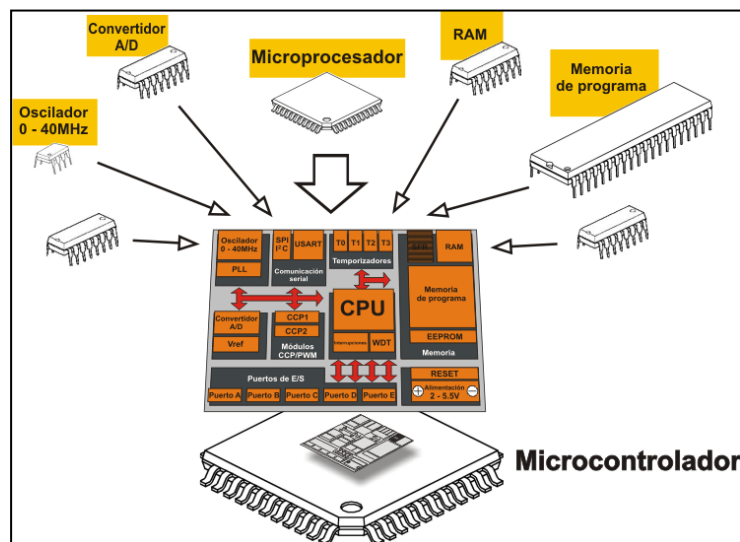 Convertidor
A/D
Microprocesador
RAM
Memoria
de programa
Oscilador
0 - 40MHz
Oscilador
0 - 40MHz
PLL
SPI
I²C
USART
Comunicación
serial
T0
T1
T2
T3
Temporizadores
RAM
Memoria
de programa
EEPROM
Memoria
Convertidor
A/D
Vref
CCP1
CCP2
Módulos
CCP/PWM
CPU
Interrupciones
WDT
Puertos de E/S
Puerto A
Puerto B
Puerto C
Puerto D
Puerto E
RESET
Alimentación
2 - 5.5V
+
−
Microcontrolador